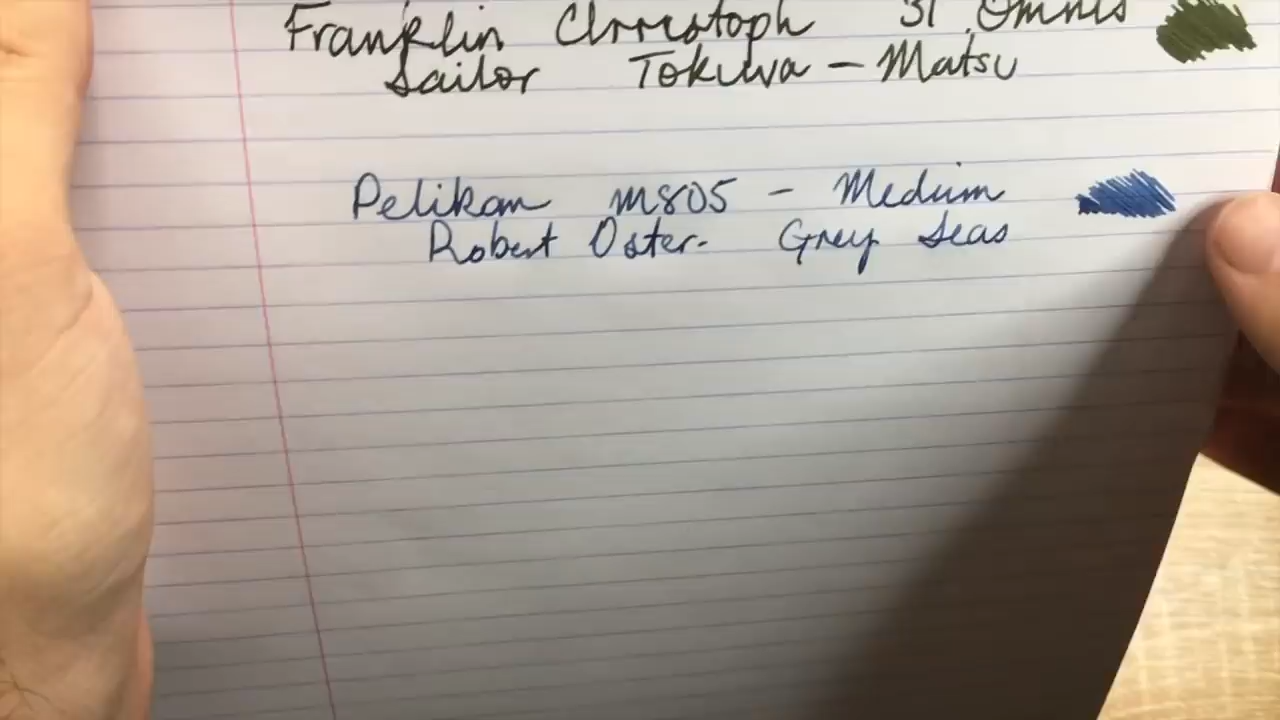 Franklin Christoph 31 Omnis
Sailor Tokiwa - Matsu
Pelikan M805 - Medium
Robert Oster. Grey Seas